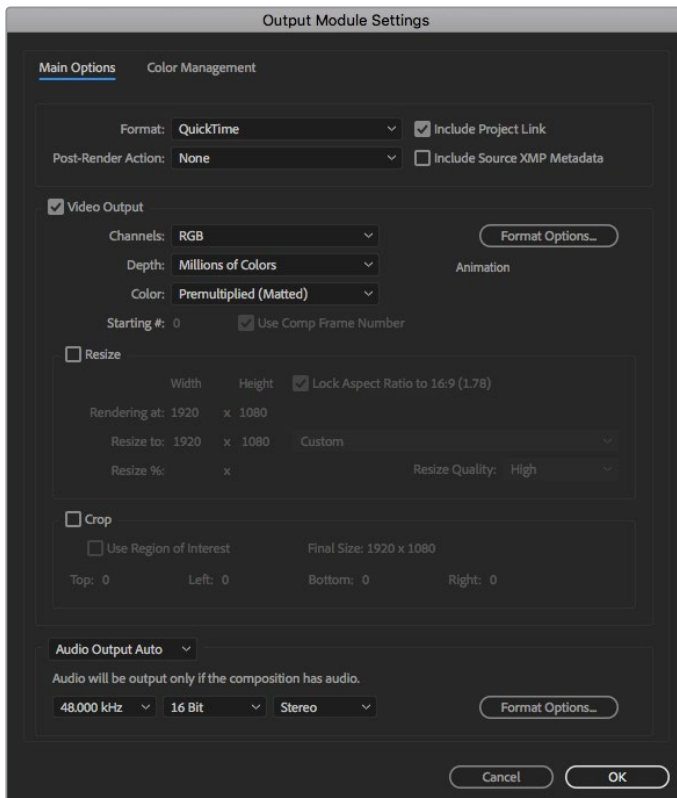 Output Module Settings
Main Options Color Management
Format: QuickTime Include Project Link
Post-Render Action: None Include Source XMP Metadata
Video Output
Channels: RGB Format Options...
Depth: Millions of Colors Animation
Color: Premultiplied (Matted)
Starting #: 0 Use Comp Frame Number
Resize
Width Height Lock Aspect Ratio to 16:9 (1.78)
Rendering at: 1920 x 1080
Resize to: 1920 x 1080 Custom
Resize %: x Resize Quality: High
Crop
Use Region of Interest Final Size: 1920 x 1080
Top: 0 Left: 0 Bottom: 0 Right: 0
Audio Output Auto
Audio will be output only if the composition has audio.
48.000 kHz 16 Bit Stereo Format Options...
Cancel OK